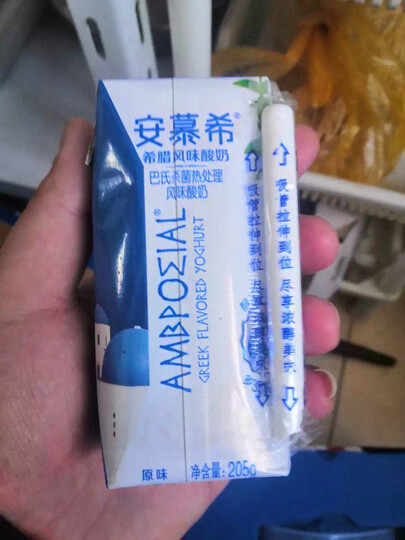 安慕希®
希腊风味酸奶
巴氏杀菌热处理
风味酸奶
AMBPOΣIAL®
GREEK FLAVORED YOGHURT
吸管拉伸到位 尽享
吸管拉伸到位 尽享浓醇美味
原味 净含量:205g